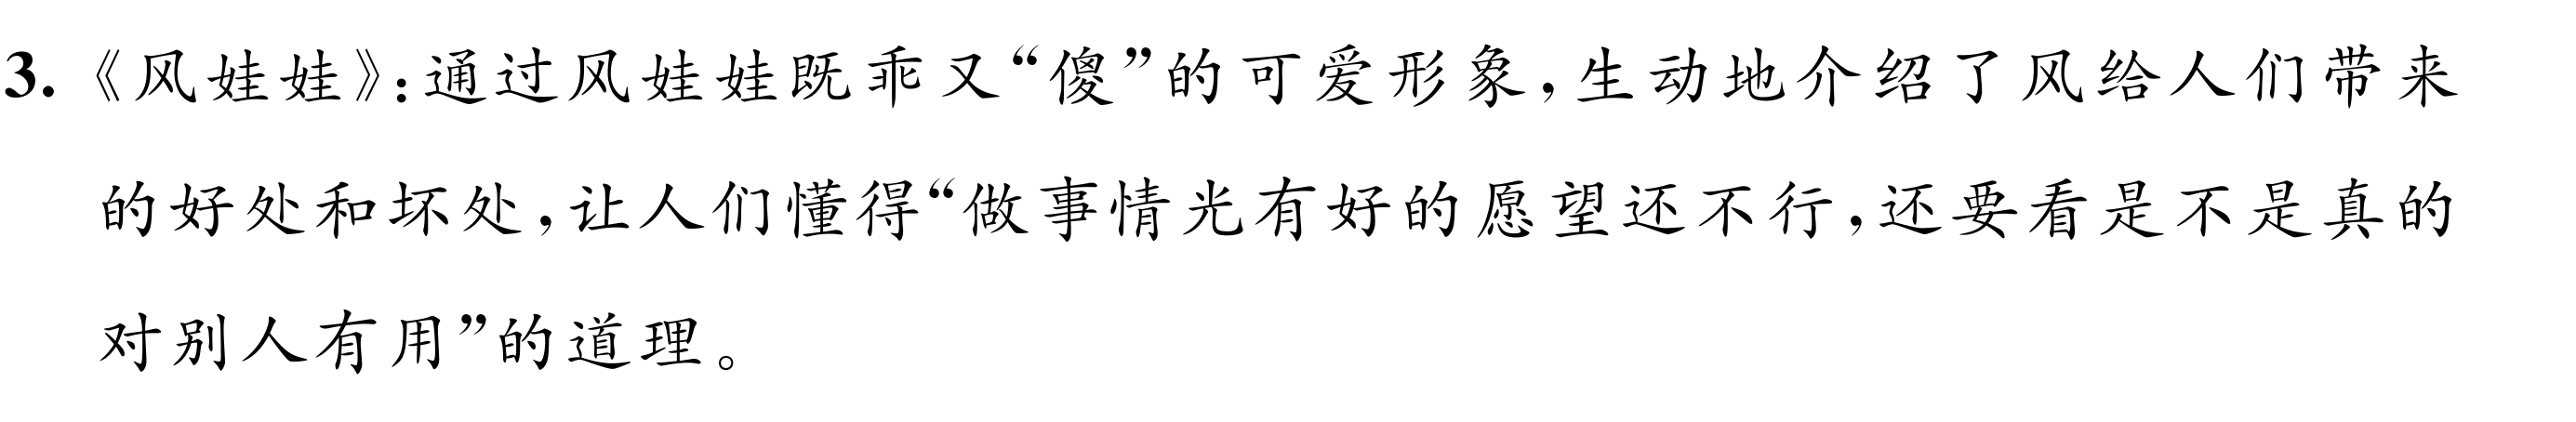 3.《风娃娃》:通过风娃娃既乖又“傻”的可爱形象,生动地介绍了风给人们带来
的好处和坏处,让人们懂得“做事情光有好的愿望还不行,还要看是不是真的
对别人有用”的道理。